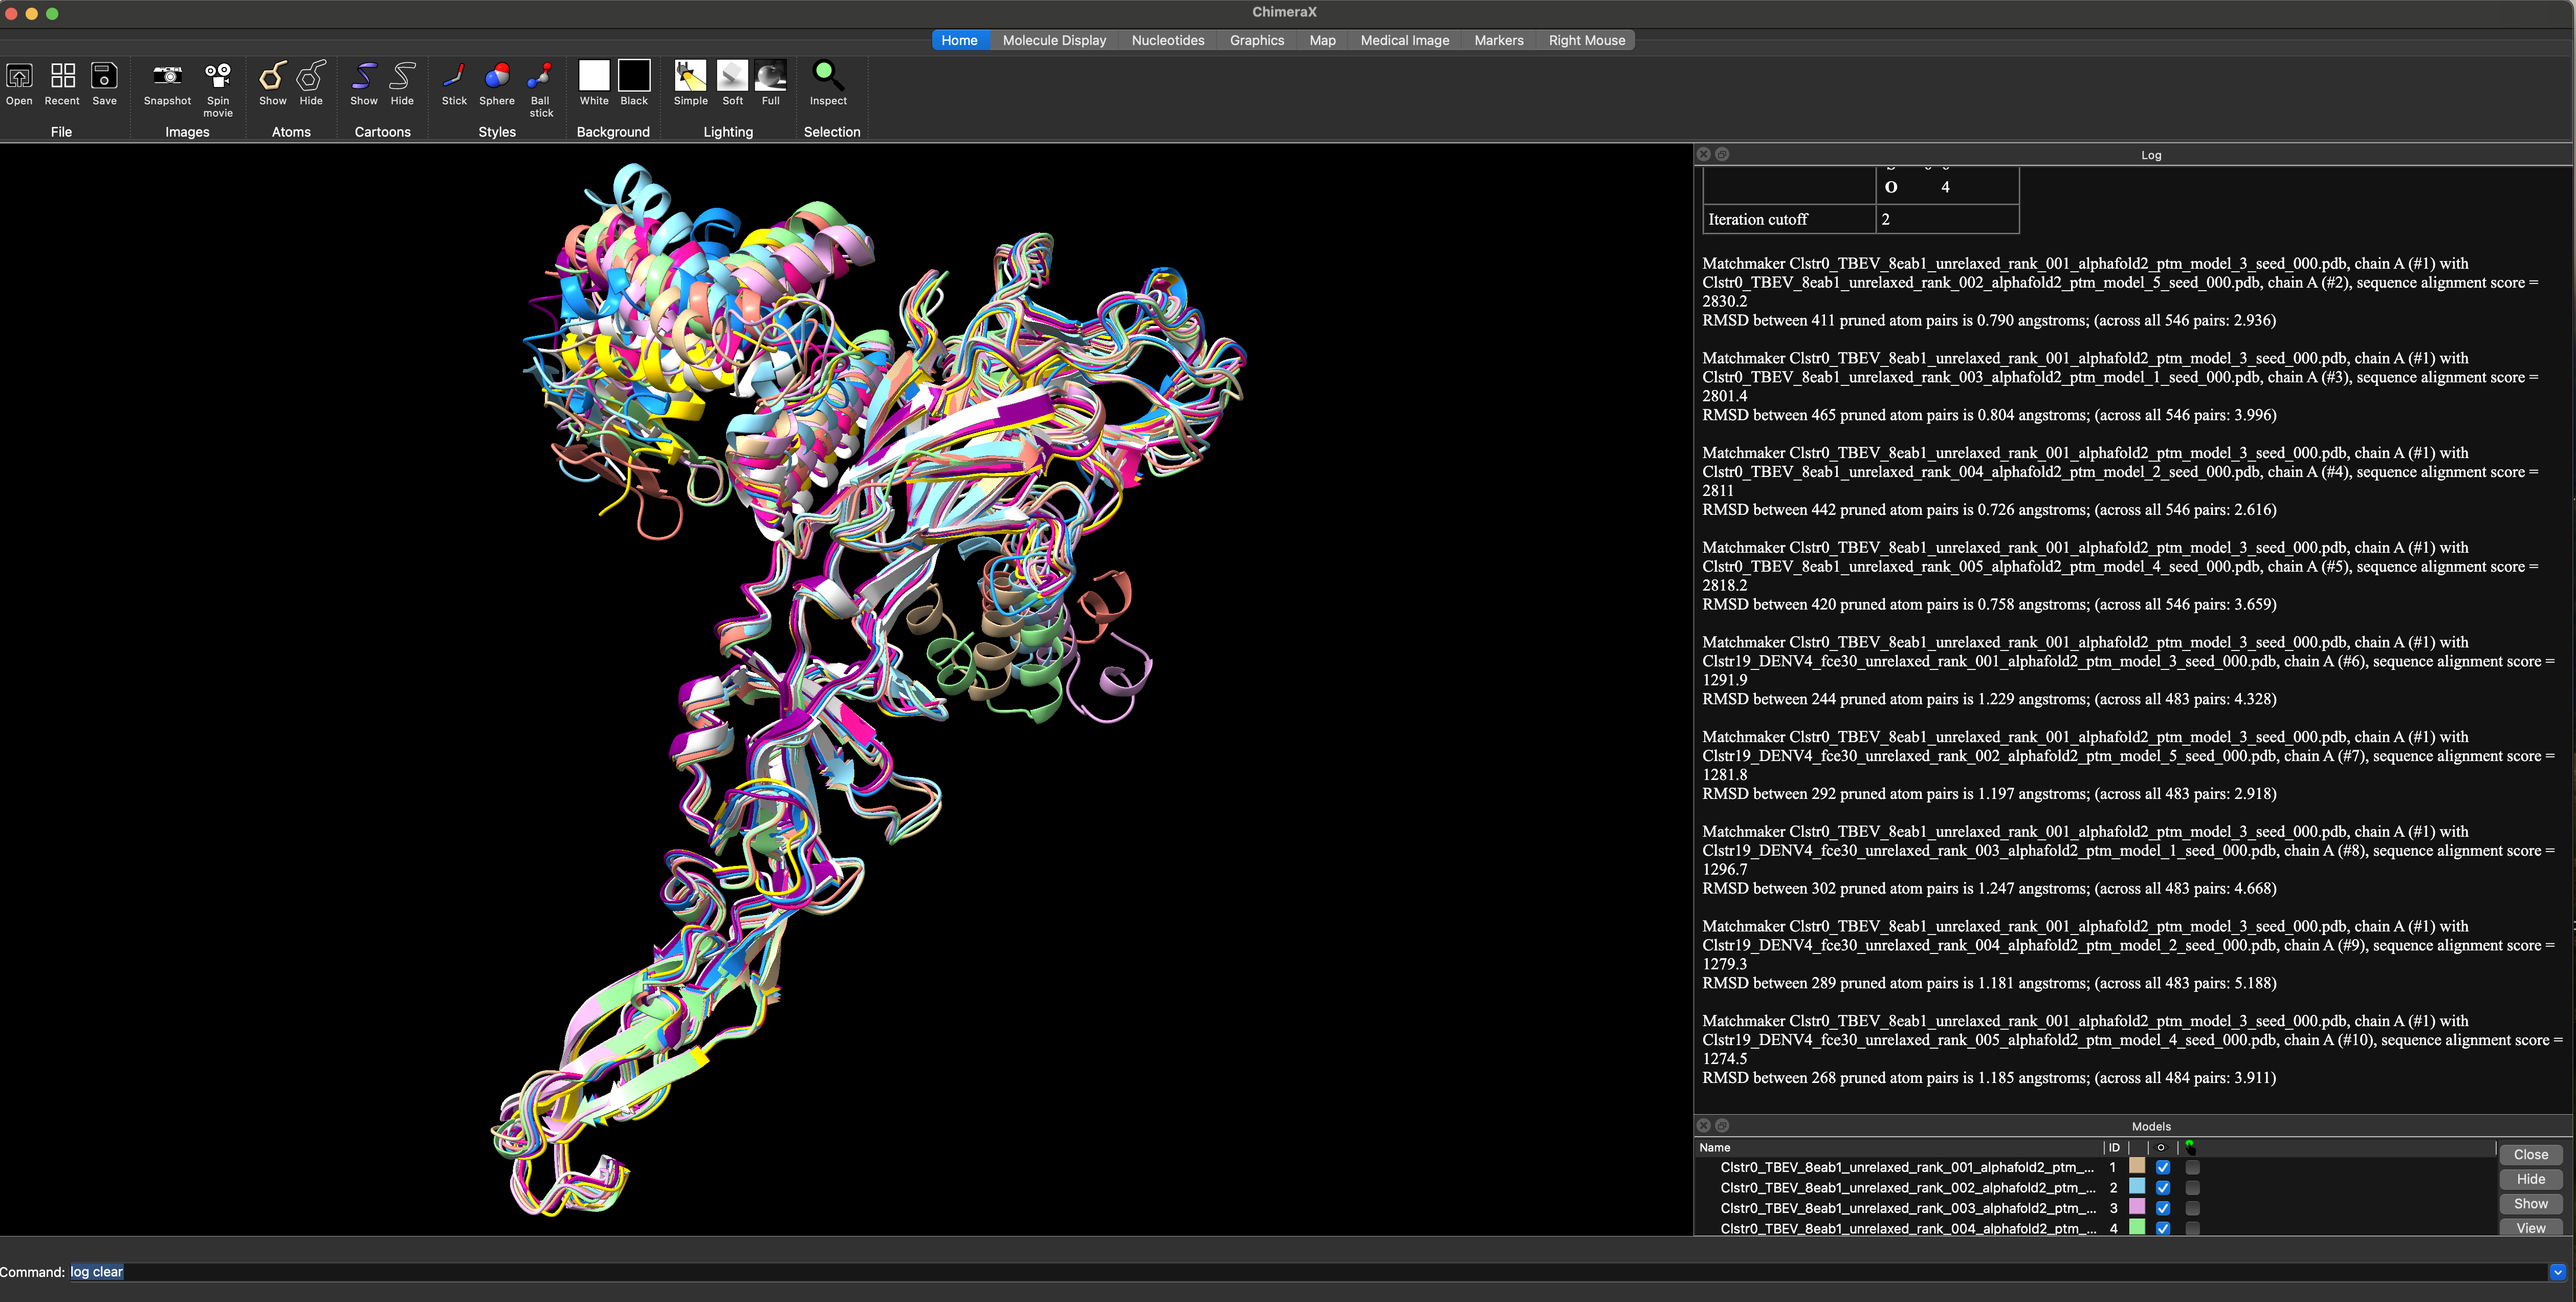 ChimeraX
Home Molecule Display Nucleotides Graphics Map Medical Image Markers Right Mouse
Open Recent Save Snapshot Spin movie Show Hide Show Hide Stick Sphere Ball stick White Black Simple Soft Full Inspect
File Images Atoms Cartoons Styles Background Lighting Selection
Log
O 4
Iteration cutoff 2
Matchmaker Clstr0_TBEV_8eab1_unrelaxed_rank_001_alphafold2_ptm_model_3_seed_000.pdb, chain A (#1) with
Clstr0_TBEV_8eab1_unrelaxed_rank_002_alphafold2_ptm_model_5_seed_000.pdb, chain A (#2), sequence alignment score =
2830.2
RMSD between 411 pruned atom pairs is 0.790 angstroms; (across all 546 pairs: 2.936)
Matchmaker Clstr0_TBEV_8eab1_unrelaxed_rank_001_alphafold2_ptm_model_3_seed_000.pdb, chain A (#1) with
Clstr0_TBEV_8eab1_unrelaxed_rank_003_alphafold2_ptm_model_1_seed_000.pdb, chain A (#3), sequence alignment score =
2801.4
RMSD between 465 pruned atom pairs is 0.804 angstroms; (across all 546 pairs: 3.996)
Matchmaker Clstr0_TBEV_8eab1_unrelaxed_rank_001_alphafold2_ptm_model_3_seed_000.pdb, chain A (#1) with
Clstr0_TBEV_8eab1_unrelaxed_rank_004_alphafold2_ptm_model_2_seed_000.pdb, chain A (#4), sequence alignment score =
2811
RMSD between 442 pruned atom pairs is 0.726 angstroms; (across all 546 pairs: 2.616)
Matchmaker Clstr0_TBEV_8eab1_unrelaxed_rank_001_alphafold2_ptm_model_3_seed_000.pdb, chain A (#1) with
Clstr0_TBEV_8eab1_unrelaxed_rank_005_alphafold2_ptm_model_4_seed_000.pdb, chain A (#5), sequence alignment score =
2818.2
RMSD between 420 pruned atom pairs is 0.758 angstroms; (across all 546 pairs: 3.659)
Matchmaker Clstr0_TBEV_8eab1_unrelaxed_rank_001_alphafold2_ptm_model_3_seed_000.pdb, chain A (#1) with
Clstr19_DENV4_fce30_unrelaxed_rank_001_alphafold2_ptm_model_3_seed_000.pdb, chain A (#6), sequence alignment score =
1291.9
RMSD between 244 pruned atom pairs is 1.229 angstroms; (across all 483 pairs: 4.328)
Matchmaker Clstr0_TBEV_8eab1_unrelaxed_rank_001_alphafold2_ptm_model_3_seed_000.pdb, chain A (#1) with
Clstr19_DENV4_fce30_unrelaxed_rank_002_alphafold2_ptm_model_5_seed_000.pdb, chain A (#7), sequence alignment score =
1281.8
RMSD between 292 pruned atom pairs is 1.197 angstroms; (across all 483 pairs: 2.918)
Matchmaker Clstr0_TBEV_8eab1_unrelaxed_rank_001_alphafold2_ptm_model_3_seed_000.pdb, chain A (#1) with
Clstr19_DENV4_fce30_unrelaxed_rank_003_alphafold2_ptm_model_1_seed_000.pdb, chain A (#8), sequence alignment score =
1296.7
RMSD between 302 pruned atom pairs is 1.247 angstroms; (across all 483 pairs: 4.668)
Matchmaker Clstr0_TBEV_8eab1_unrelaxed_rank_001_alphafold2_ptm_model_3_seed_000.pdb, chain A (#1) with
Clstr19_DENV4_fce30_unrelaxed_rank_004_alphafold2_ptm_model_2_seed_000.pdb, chain A (#9), sequence alignment score =
1279.3
RMSD between 289 pruned atom pairs is 1.181 angstroms; (across all 483 pairs: 5.188)
Matchmaker Clstr0_TBEV_8eab1_unrelaxed_rank_001_alphafold2_ptm_model_3_seed_000.pdb, chain A (#1) with
Clstr19_DENV4_fce30_unrelaxed_rank_005_alphafold2_ptm_model_4_seed_000.pdb, chain A (#10), sequence alignment score =
1274.5
RMSD between 268 pruned atom pairs is 1.185 angstroms; (across all 484 pairs: 3.911)
Models
Name ID
Clstr0_TBEV_8eab1_unrelaxed_rank_001_alphafold2_ptm_... 1
Clstr0_TBEV_8eab1_unrelaxed_rank_002_alphafold2_ptm_... 2
Clstr0_TBEV_8eab1_unrelaxed_rank_003_alphafold2_ptm_... 3
Clstr0_TBEV_8eab1_unrelaxed_rank_004_alphafold2_ptm_... 4
Close
Hide
Show
View
Command: log clear